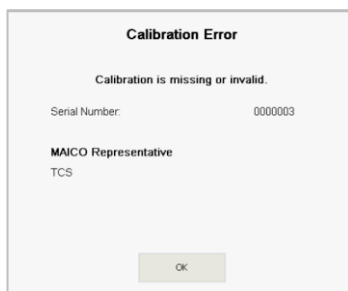 Calibration Error
Calibration is missing or invalid.
Serial Number: 0000003
MAICO Representative
TCS
OK